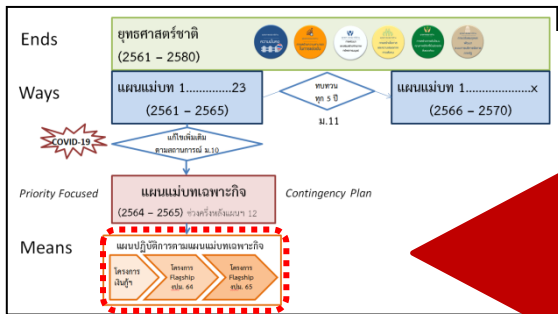 Ends
ยุทธศาสตร์ชาติ
(2561 – 2580)
Ways
แผนแม่บท 1..............23
(2561 – 2565)
ทบทวน
ทุก 5 ปี
ม.11
แผนแม่บท 1......................x
(2566 – 2570)
COVID-19
แก้ไขเพิ่มเติม
ตามสถานการณ์ ม.10
Priority Focused
แผนแม่บทเฉพาะกิจ
(2564 – 2565) ช่วงครึ่งหลังแผนฯ 12
Contingency Plan
Means
แผนปฏิบัติการตามแผนแม่บทเฉพาะกิจ
โครงการ
เงินกู้ฯ
โครงการ
Flagship
งปม. 64
โครงการ
Flagship
งปม. 65